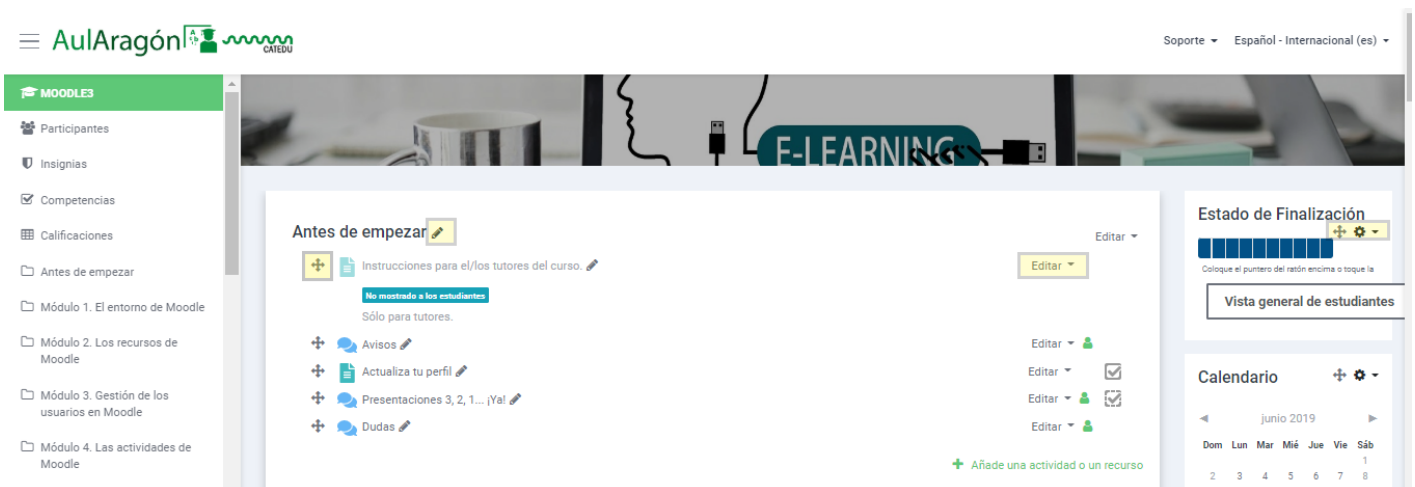 AulAragón CATEDU
Soporte
Español - Internacional (es)
MOODLE3
Participantes
Insignias
Competencias
Calificaciones
Antes de empezar
Módulo 1. El entorno de Moodle
Módulo 2. Los recursos de
Moodle
Módulo 3. Gestión de los
usuarios en Moodle
Módulo 4. Las actividades de
Moodle
E-LEARNING
Antes de empezar
Editar
Instrucciones para el/los tutores del curso.
Editar
No mostrado a los estudiantes
Sólo para tutores.
Avisos
Editar
Actualiza tu perfil
Editar
Presentaciones 3, 2, 1... ¡Ya!
Editar
Dudas
Editar
Añade una actividad o un recurso
Estado de Finalización
Coloque el puntero del ratón encima o toque la
Vista general de estudiantes
Calendario
junio 2019
Dom Lun Mar Mié Jue Vie Sáb
1
2 3 4 5 6 7 8